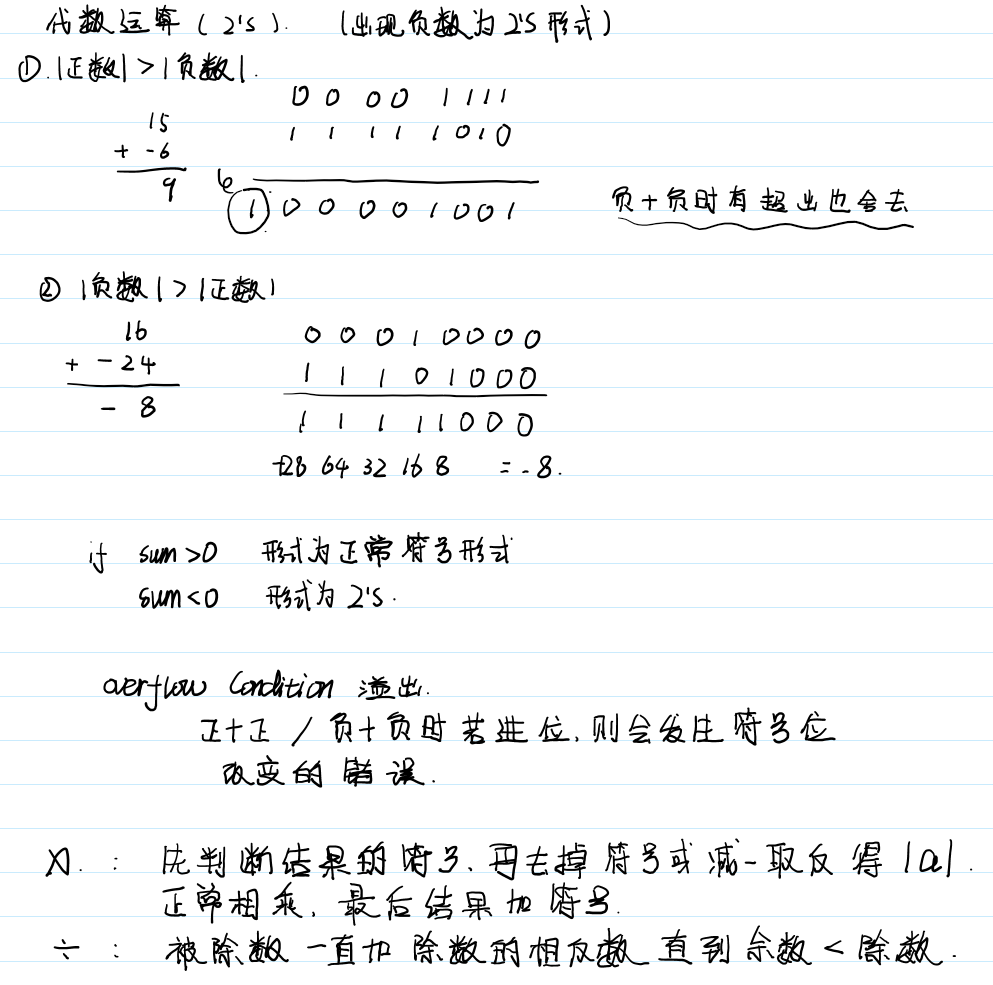 代数运算 ( 2's ). (出现负数为2's 形式)
①. |正数| > |负数|.
0 0 0 0 1 1 1 1
15
1 1 1 1 1 0 1 0
+ -6
9
1 0 0 0 0 1 0 0 1
负+负时有超出也舍去
② |负数| > |正数|
16
0 0 0 1 0 0 0 0
+ -24
1 1 1 0 1 0 0 0
- 8
1 1 1 1 1 0 0 0
-128 64 32 16 8 = -8.
if sum>0 形式为正常符号形式
sum<0 形式为 2's.
overflow Condition 溢出.
正+正 / 负+负时若进位, 则会发生符号位
改变的错误.
X. : 先判断结果的符号, 再去掉符号或减一取反得 |a|.
正常相乘, 最后结果加符号.
÷ : 被除数一直加除数的相反数直到余数 < 除数.